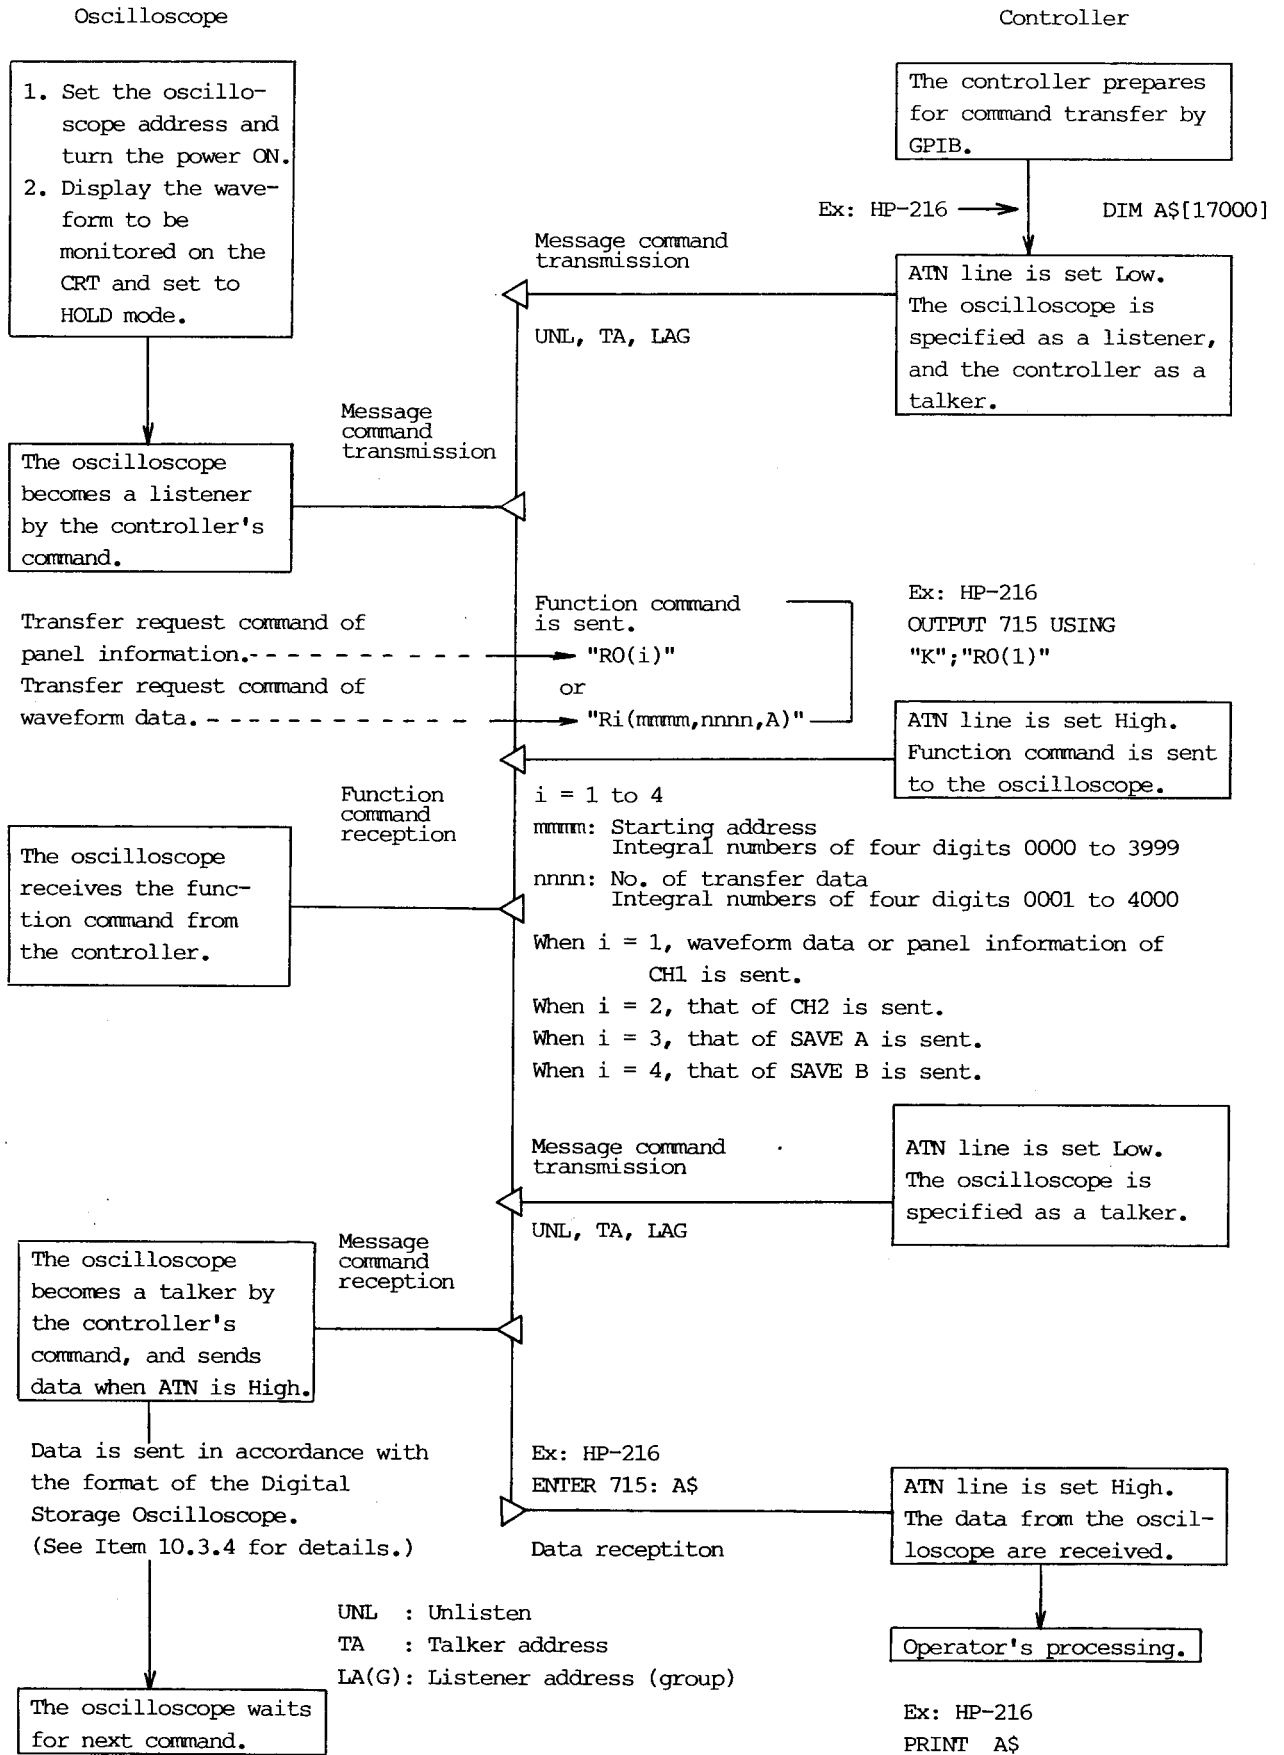 Oscilloscope
Controller
1. Set the oscillo-
scope address and
turn the power ON.
2. Display the wave-
form to be
monitored on the
CRT and set to
HOLD mode.
The controller prepares
for command transfer by
GPIB.
Ex: HP-216
DIM A$[17000]
Message command
transmission
UNL, TA, LAG
ATN line is set Low.
The oscilloscope is
specified as a listener,
and the controller as a
talker.
Message
command
transmission
The oscilloscope
becomes a listener
by the controller's
command.
Transfer request command of
panel information.
Transfer request command of
waveform data.
Function command
is sent.
"RO(i)"
or
"Ri(mmmm,nnnn,A)"
Ex: HP-216
OUTPUT 715 USING
"K";"RO(1)"
ATN line is set High.
Function command is sent
to the oscilloscope.
Function
command
reception
The oscilloscope
receives the func-
tion command from
the controller.
i = 1 to 4
mmmm: Starting address
Integral numbers of four digits 0000 to 3999
nnnn: No. of transfer data
Integral numbers of four digits 0001 to 4000
When i = 1, waveform data or panel information of
CH1 is sent.
When i = 2, that of CH2 is sent.
When i = 3, that of SAVE A is sent.
When i = 4, that of SAVE B is sent.
Message command
transmission
UNL, TA, LAG
ATN line is set Low.
The oscilloscope is
specified as a talker.
Message
command
reception
The oscilloscope
becomes a talker by
the controller's
command, and sends
data when ATN is High.
Data is sent in accordance with
the format of the Digital
Storage Oscilloscope.
(See Item 10.3.4 for details.)
Ex: HP-216
ENTER 715: A$
Data receptiton
ATN line is set High.
The data from the oscil-
loscope are received.
UNL : Unlisten
TA : Talker address
LA(G): Listener address (group)
Operator's processing.
The oscilloscope waits
for next command.
Ex: HP-216
PRINT A$